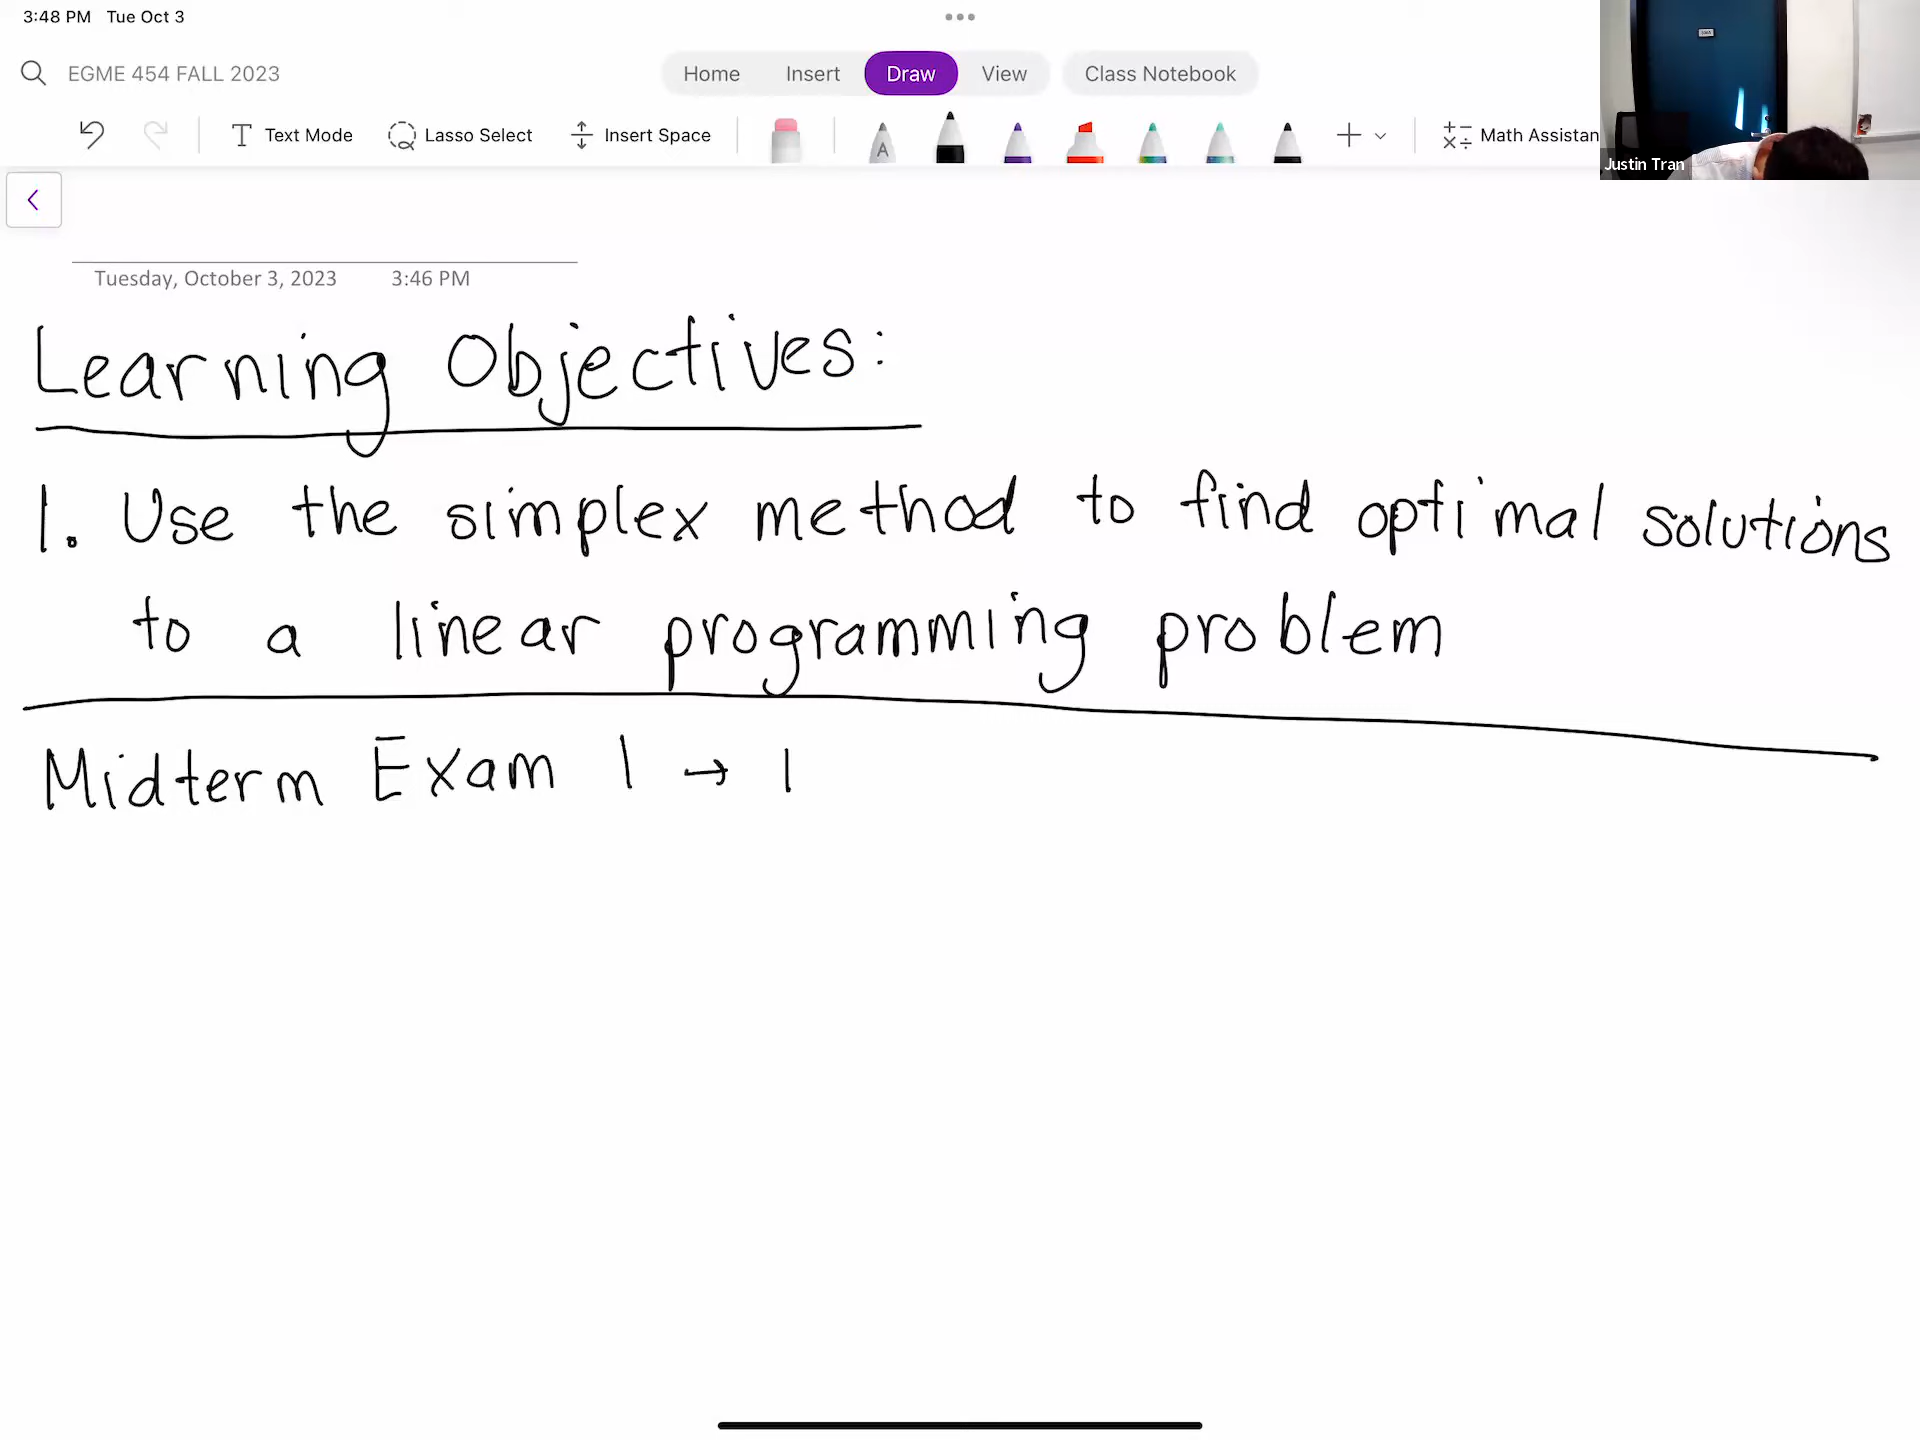 3:48 PM Tue Oct 3
EGME 454 FALL 2023
Home Insert Draw View Class Notebook
Text Mode Lasso Select Insert Space A Math Assistan
Justin Tran
Tuesday, October 3, 2023 3:46 PM
Learning Objectives:
1. Use the simplex method to find optimal solutions
to a linear programming problem
Midterm Exam 1 → 1